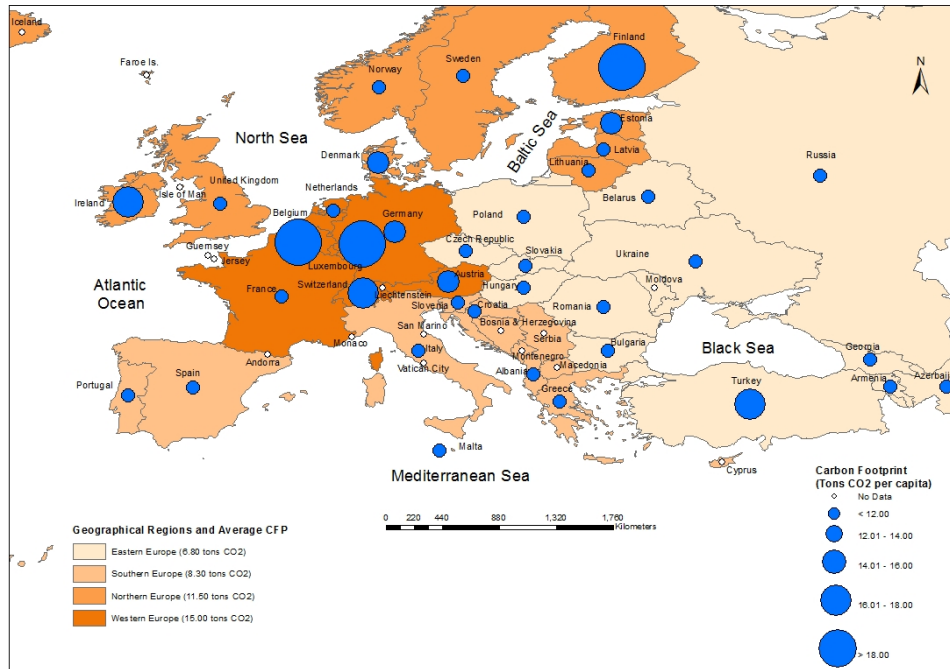 Iceland
Finland
Faroe Is.
Norway
Sweden
N
North Sea
Baltic Sea
Estonia
Denmark
Latvia
Russia
Lithuania
United Kingdom
Netherlands
Isle of Man
Ireland
Belarus
Belgium
Germany
Poland
Czech Republic
Guernsey
Jersey
Slovakia
Ukraine
Luxembourg
Austria
Moldova
Atlantic
Ocean
France
Switzerland
Liechtenstein
Hungary
Slovenia
Croatia
Romania
San Marino
Bosnia & Herzegovina
Serbia
Monaco
Italy
Bulgaria
Black Sea
Georgia
Andorra
Vatican City
Montenegro
Macedonia
Albania
Portugal
Spain
Greece
Turkey
Armenia
Azerbaij
Malta
Mediterranean Sea
Cyprus
Carbon Footprint
(Tons CO2 per capita)
No Data
< 12.00
12.01 - 14.00
14.01 - 16.00
16.01 - 18.00
> 18.00
0 220 440 880 1,320 1,760
Kilometers
Geographical Regions and Average CFP
Eastern Europe (6.80 tons CO2)
Southern Europe (8.30 tons CO2)
Northern Europe (11.50 tons CO2)
Western Europe (15.00 tons CO2)